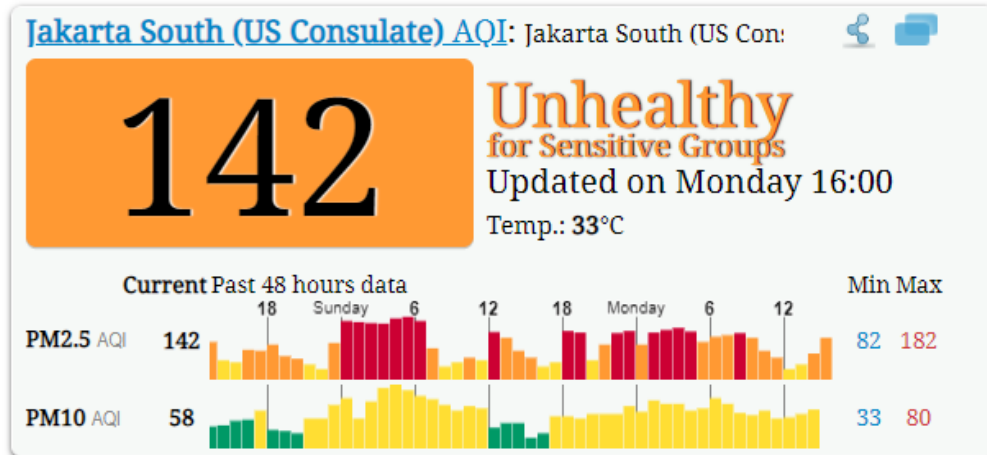 Jakarta South (US Consulate) AQI: Jakarta South (US Con
142
Unhealthy
for Sensitive Groups
Updated on Monday 16:00
Temp.: 33°C
Current Past 48 hours data Min Max
18 Sunday 6 12 18 Monday 6 12
PM2.5 AQI 142 82 182
PM10 AQI 58 33 80